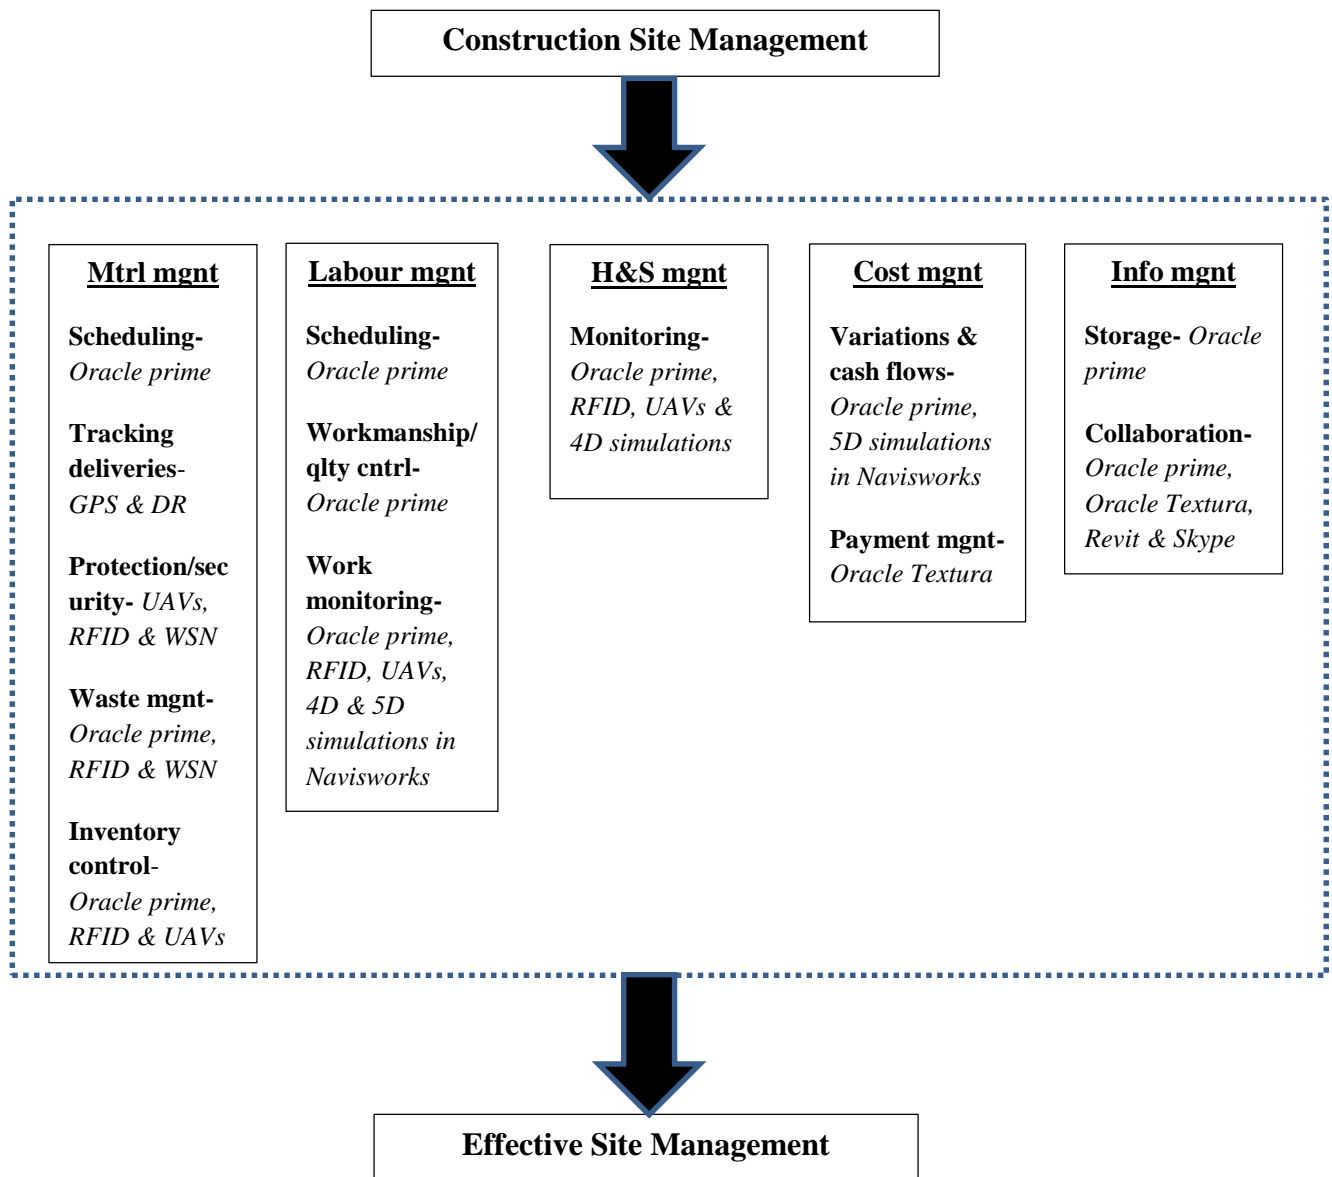 Construction Site Management
Mtrl mgnt
Scheduling-
Oracle prime
Tracking
deliveries-
GPS & DR
Protection/sec
urity- UAVs,
RFID & WSN
Waste mgnt-
Oracle prime,
RFID & WSN
Inventory
control-
Oracle prime,
RFID & UAVs
Labour mgnt
Scheduling-
Oracle prime
Workmanship/
qlty cntrl-
Oracle prime
Work
monitoring-
Oracle prime,
RFID, UAVs,
4D & 5D
simulations in
Navisworks
H&S mgnt
Monitoring-
Oracle prime,
RFID, UAVs &
4D simulations
Cost mgnt
Variations &
cash flows-
Oracle prime,
5D simulations
in Navisworks
Payment mgnt-
Oracle Textura
Info mgnt
Storage- Oracle
prime
Collaboration-
Oracle prime,
Oracle Textura,
Revit & Skype
Effective Site Management